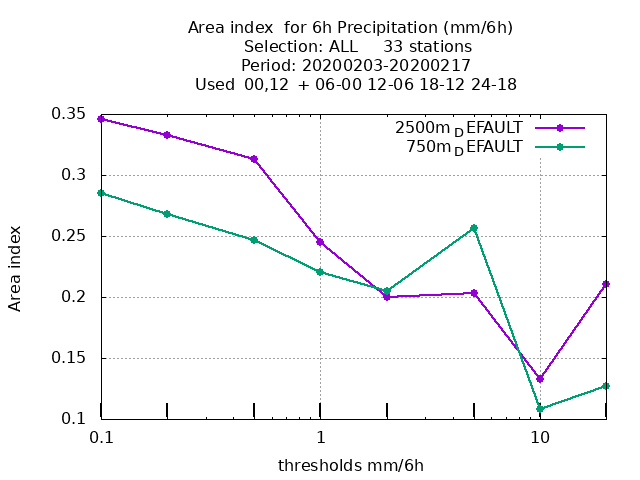 Area index  for 6h Precipitation (mm/6h)
Selection: ALL     33 stations
Period: 20200203-20200217
Used  00,12  + 06-00 12-06 18-12 24-18
2500m_DEFAULT
750m_DEFAULT
0.35
0.3
0.25
0.2
0.15
0.1
Area index
0.1 1 10
thresholds mm/6h